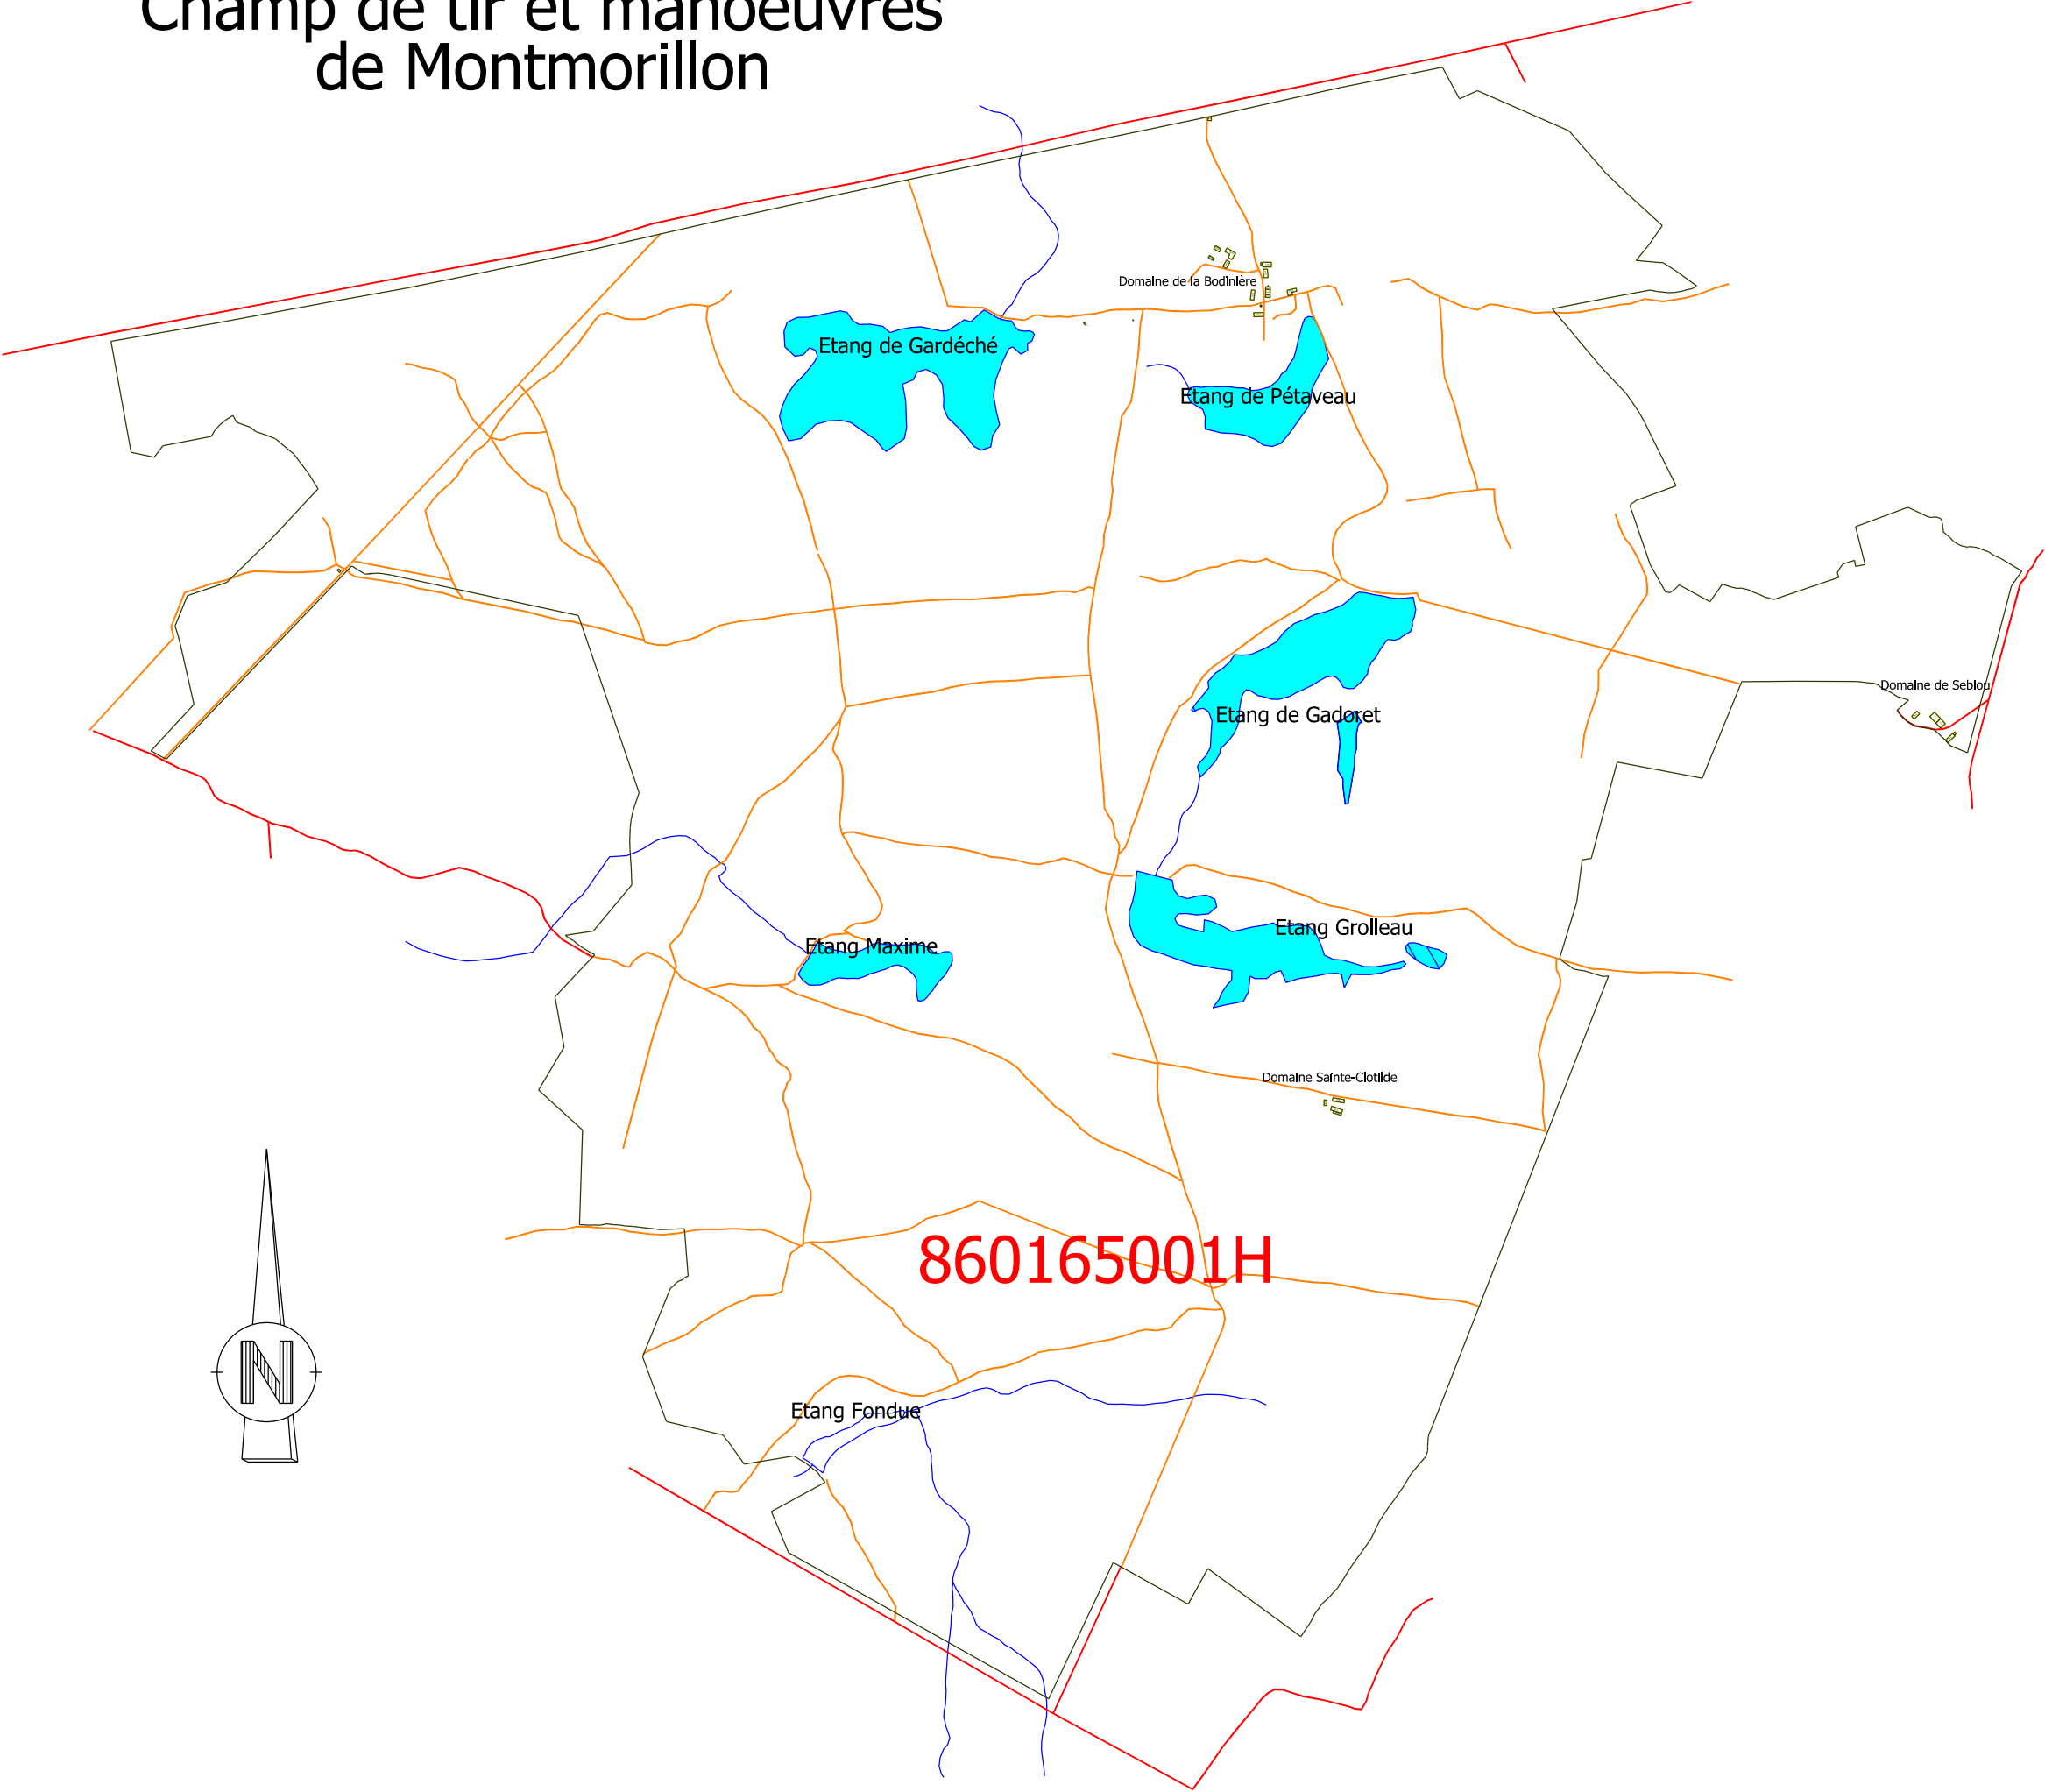 Champ de tir et manoeuvres
de Montmorillon
Domaine de la Bodinière
Etang de Gardéché
Etang de Pétaveau
Domaine de Seblou
Etang de Gadoret
Etang Grolleau
Etang Maxime
Domaine Sainte-Clotilde
860165001H
N
Etang Fondue